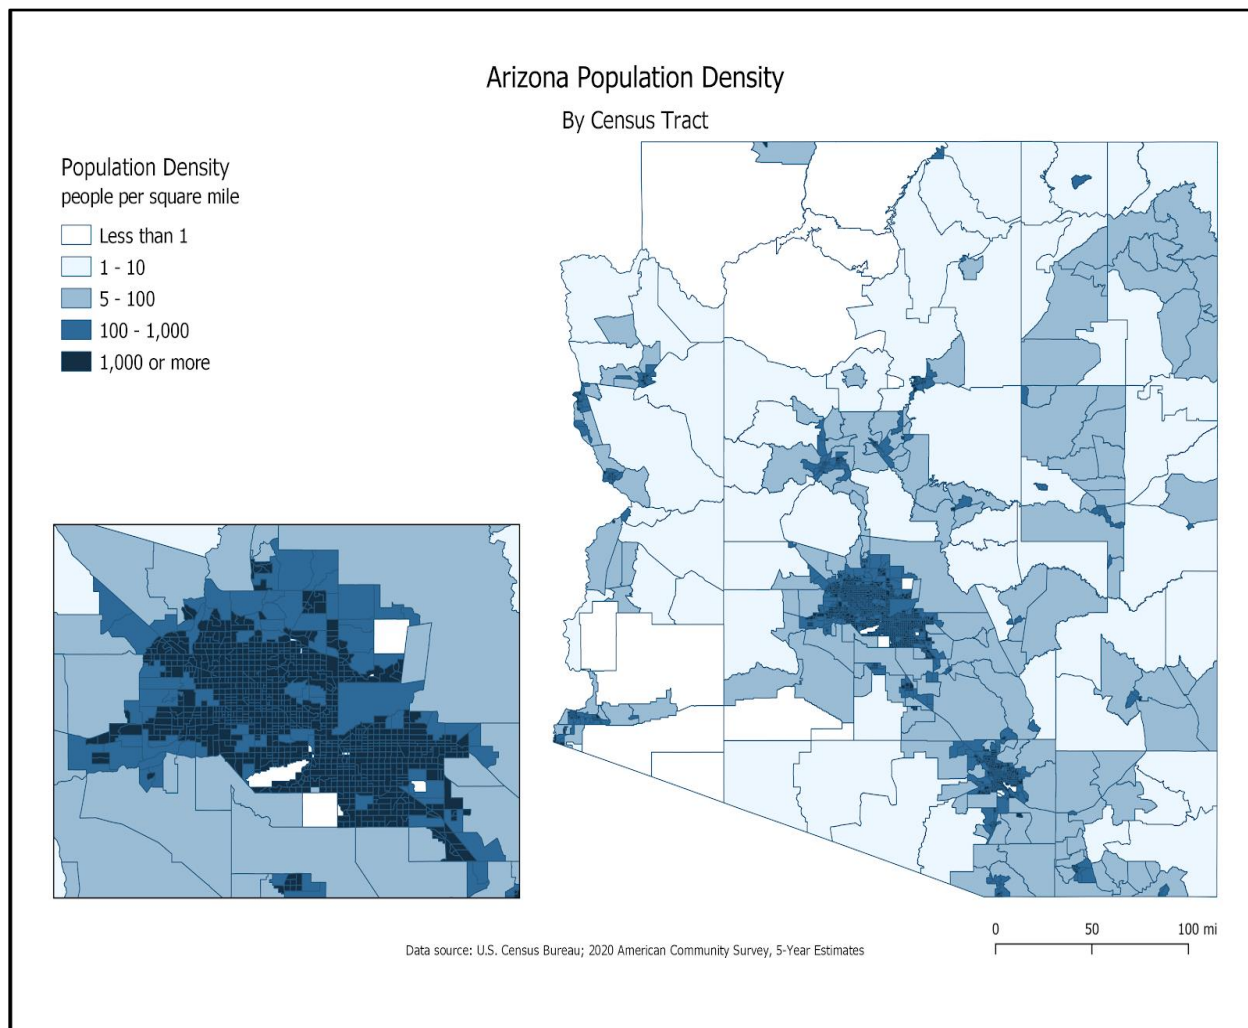 Arizona Population Density
By Census Tract
Population Density
people per square mile
Less than 1
1 - 10
5 - 100
100 - 1,000
1,000 or more
0 50 100 mi
Data source: U.S. Census Bureau; 2020 American Community Survey, 5-Year Estimates